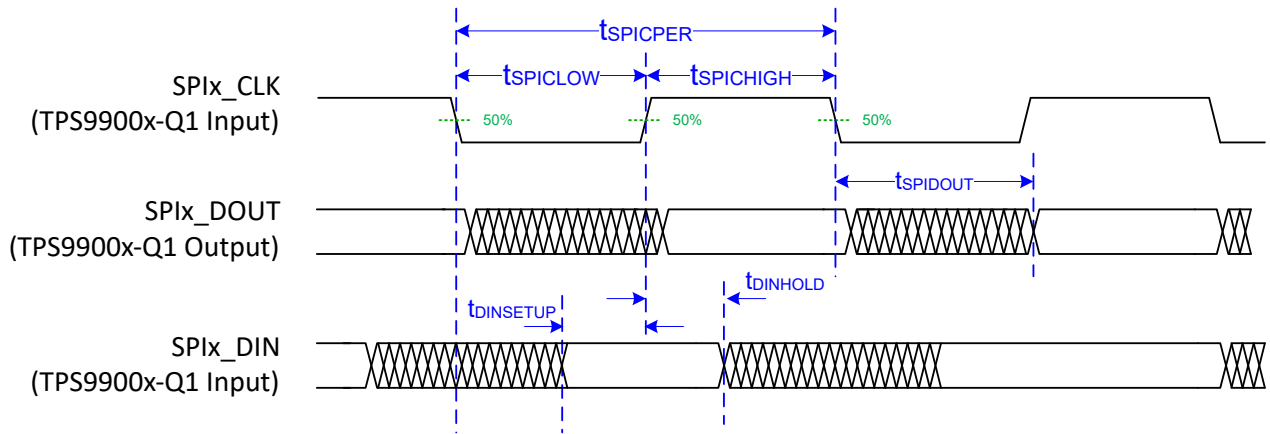 tSPICPER
tSPICLOW
tSPICHIGH
SPIx_CLK
(TPS9900x-Q1 Input)
50%
50%
50%
tSPIDOUT
SPIx_DOUT
(TPS9900x-Q1 Output)
tDINHOLD
tDINSETUP
SPIx_DIN
(TPS9900x-Q1 Input)